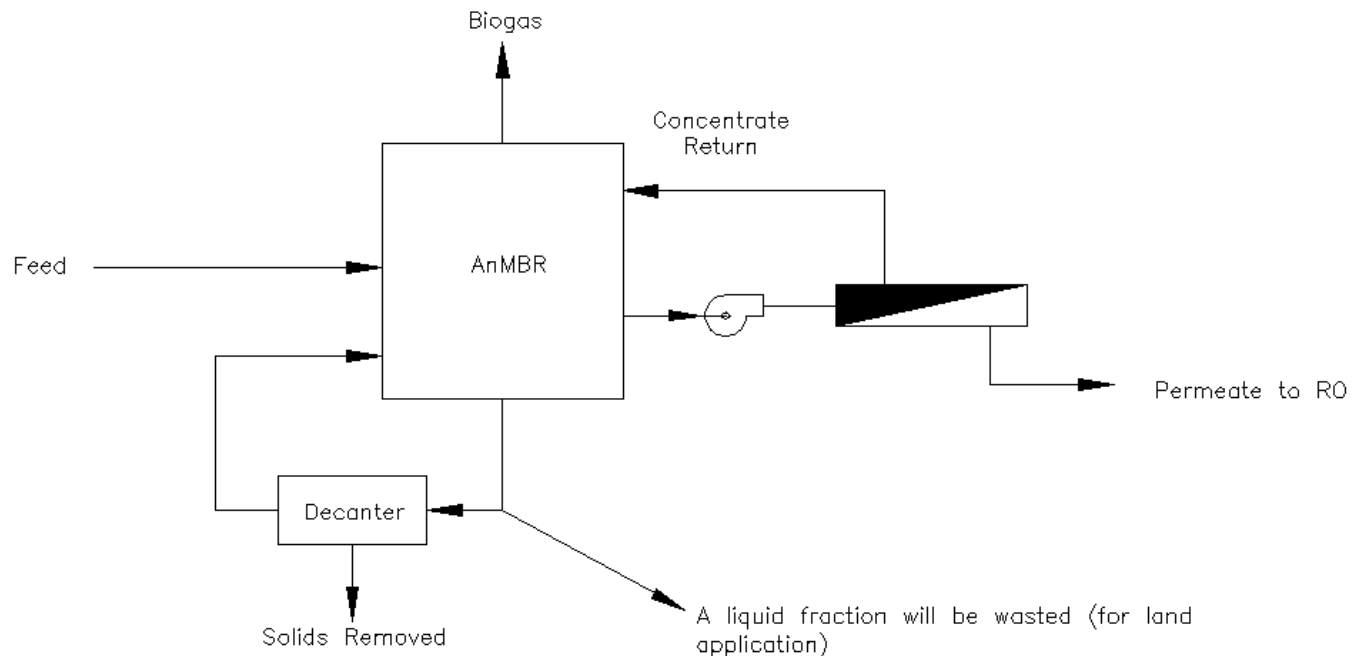 Biogas
Concentrate
Return
Feed
AnMBR
Permeate to RO
Decanter
Solids Removed
A liquid fraction will be wasted (for land
application)